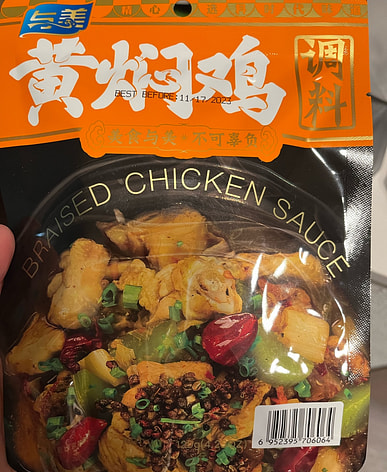 与美
黄焖鸡
调料
BEST BEFORE:11/17/2023
美食与美·不可辜负
BRAISED CHICKEN SAUCE
6 952395 706064